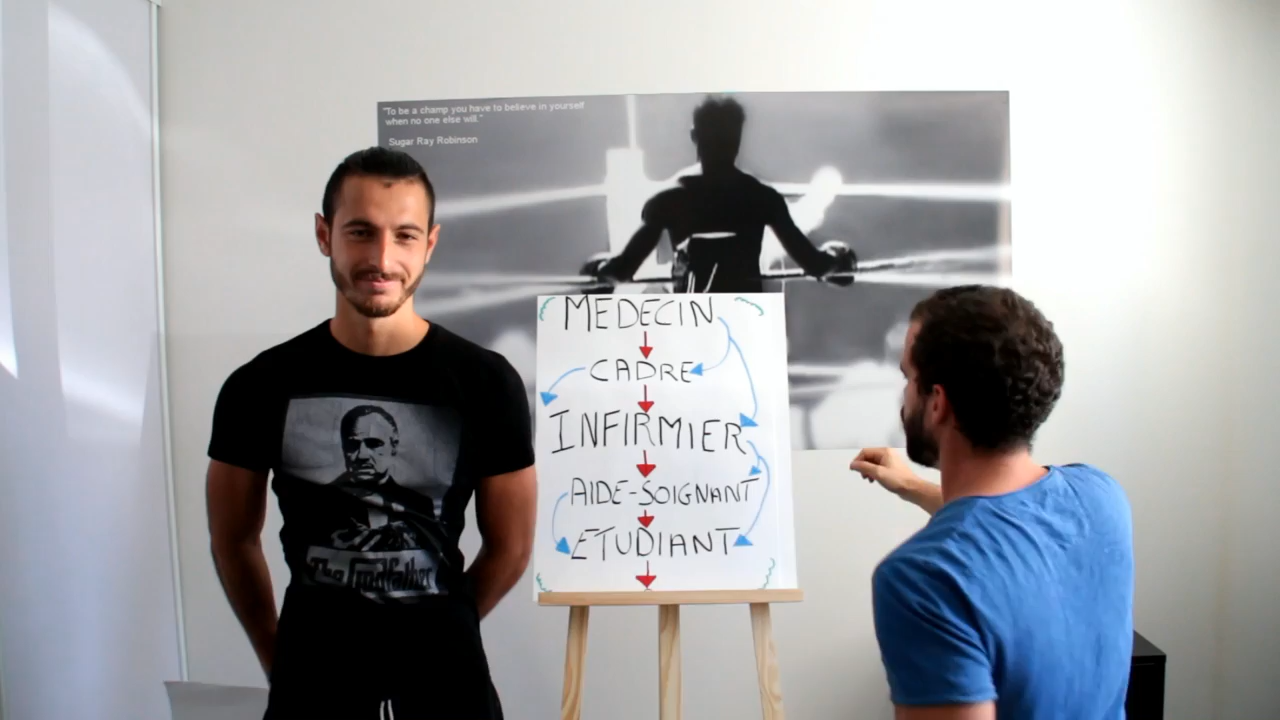 "To be a champ you have to believe in yourself
when no one else will."
Sugar Ray Robinson
MEDECIN
CADRE
INFIRMIER
AIDE-SOIGNANT
ETUDIANT
The Godfather